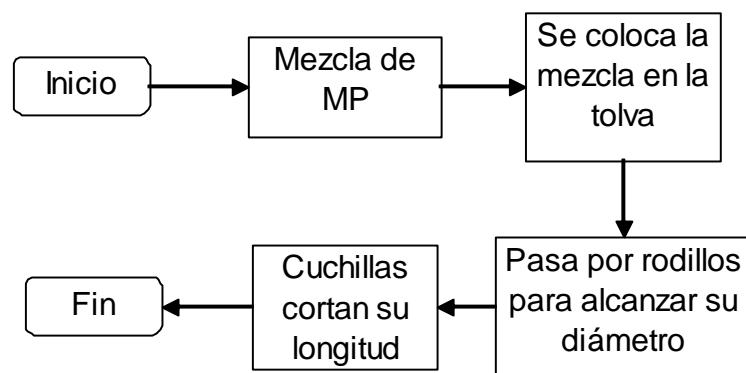 Inicio
Mezcla de
MP
Se coloca la
mezcla en la
tolva
Pasa por rodillos
para alcanzar su
diámetro
Cuchillas
cortan su
longitud
Fin